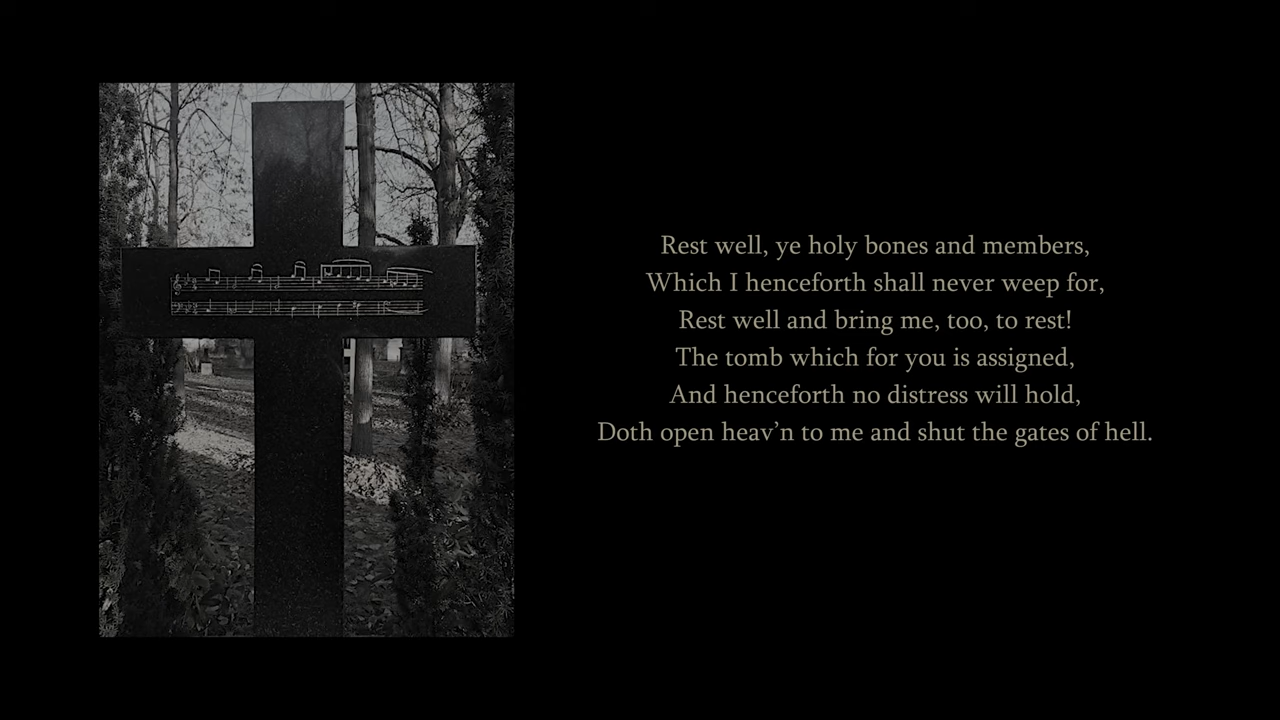 Rest well, ye holy bones and members,
Which I henceforth shall never weep for,
Rest well and bring me, too, to rest!
The tomb which for you is assigned,
And henceforth no distress will hold,
Doth open heav’n to me and shut the gates of hell.